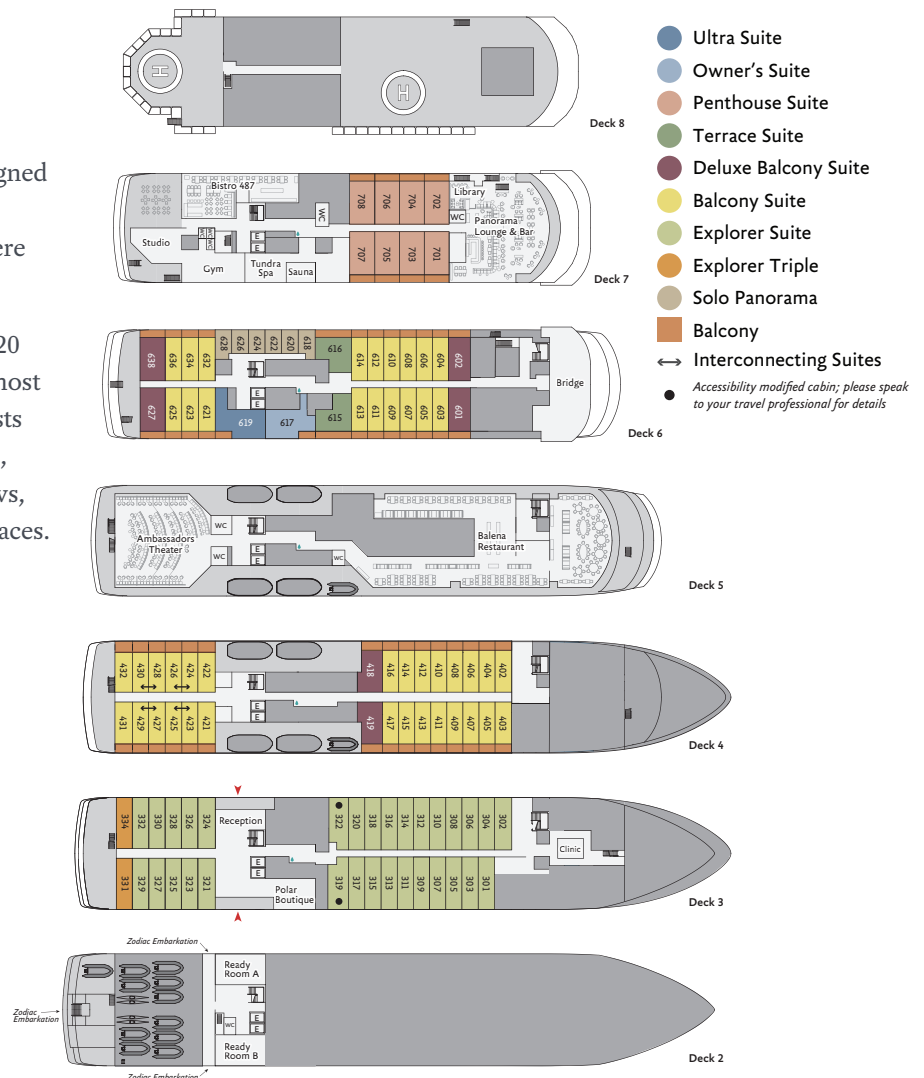 gned
ere
20
nost
sts
,
vs,
aces.
Ultra Suite
Owner's Suite
Penthouse Suite
Terrace Suite
Deluxe Balcony Suite
Balcony Suite
Explorer Suite
Explorer Triple
Solo Panorama
Balcony
Interconnecting Suites
Accessibility modified cabin; please speak
to your travel professional for details
H
H
Deck 8
Bistro 487
WC
708
706
704
702
Library
WC
Panorama
Lounge & Bar
Studio
WC
WC
WC
E
E
Gym
Tundra
Spa
Sauna
707
705
703
701
Deck 7
638
636
634
632
628
626
624
622
620
618
616
614
612
610
608
606
604
602
Bridge
E
E
627
625
623
621
619
617
615
613
611
609
607
605
603
601
Deck 6
Ambassadors
Theater
WC
WC
E
E
WC
Balena
Restaurant
Deck 5
432
430
428
426
424
422
418
416
414
412
410
408
406
404
402
E
E
431
429
427
425
423
421
419
417
415
413
411
409
407
405
403
Deck 4
334
332
330
328
326
324
Reception
322
320
318
316
314
312
310
308
306
304
302
Clinic
E
E
331
329
327
325
323
321
Polar
Boutique
319
317
315
313
311
309
307
305
303
301
Deck 3
Zodiac Embarkation
Ready
Room A
Zodiac
Embarkation
WC
E
E
Ready
Room B
Deck 2
Zodiac Embarkation